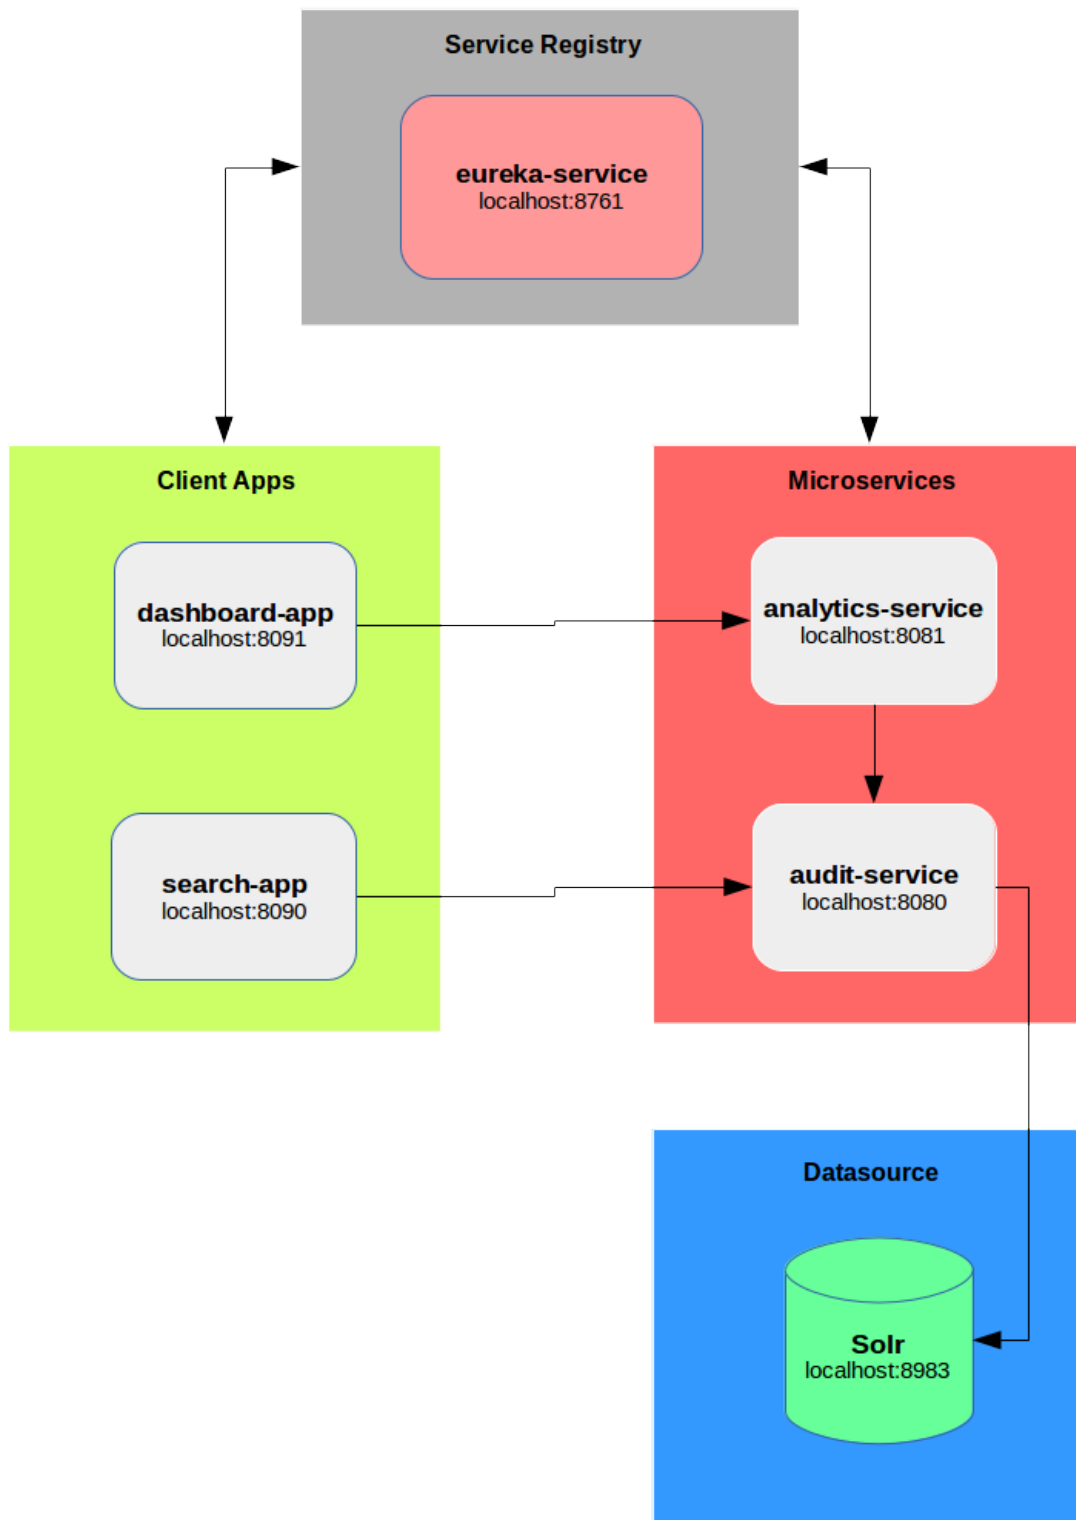 Service Registry
eureka-service
localhost:8761
Client Apps
dashboard-app
localhost:8091
search-app
localhost:8090
Microservices
analytics-service
localhost:8081
audit-service
localhost:8080
Datasource
Solr
localhost:8983